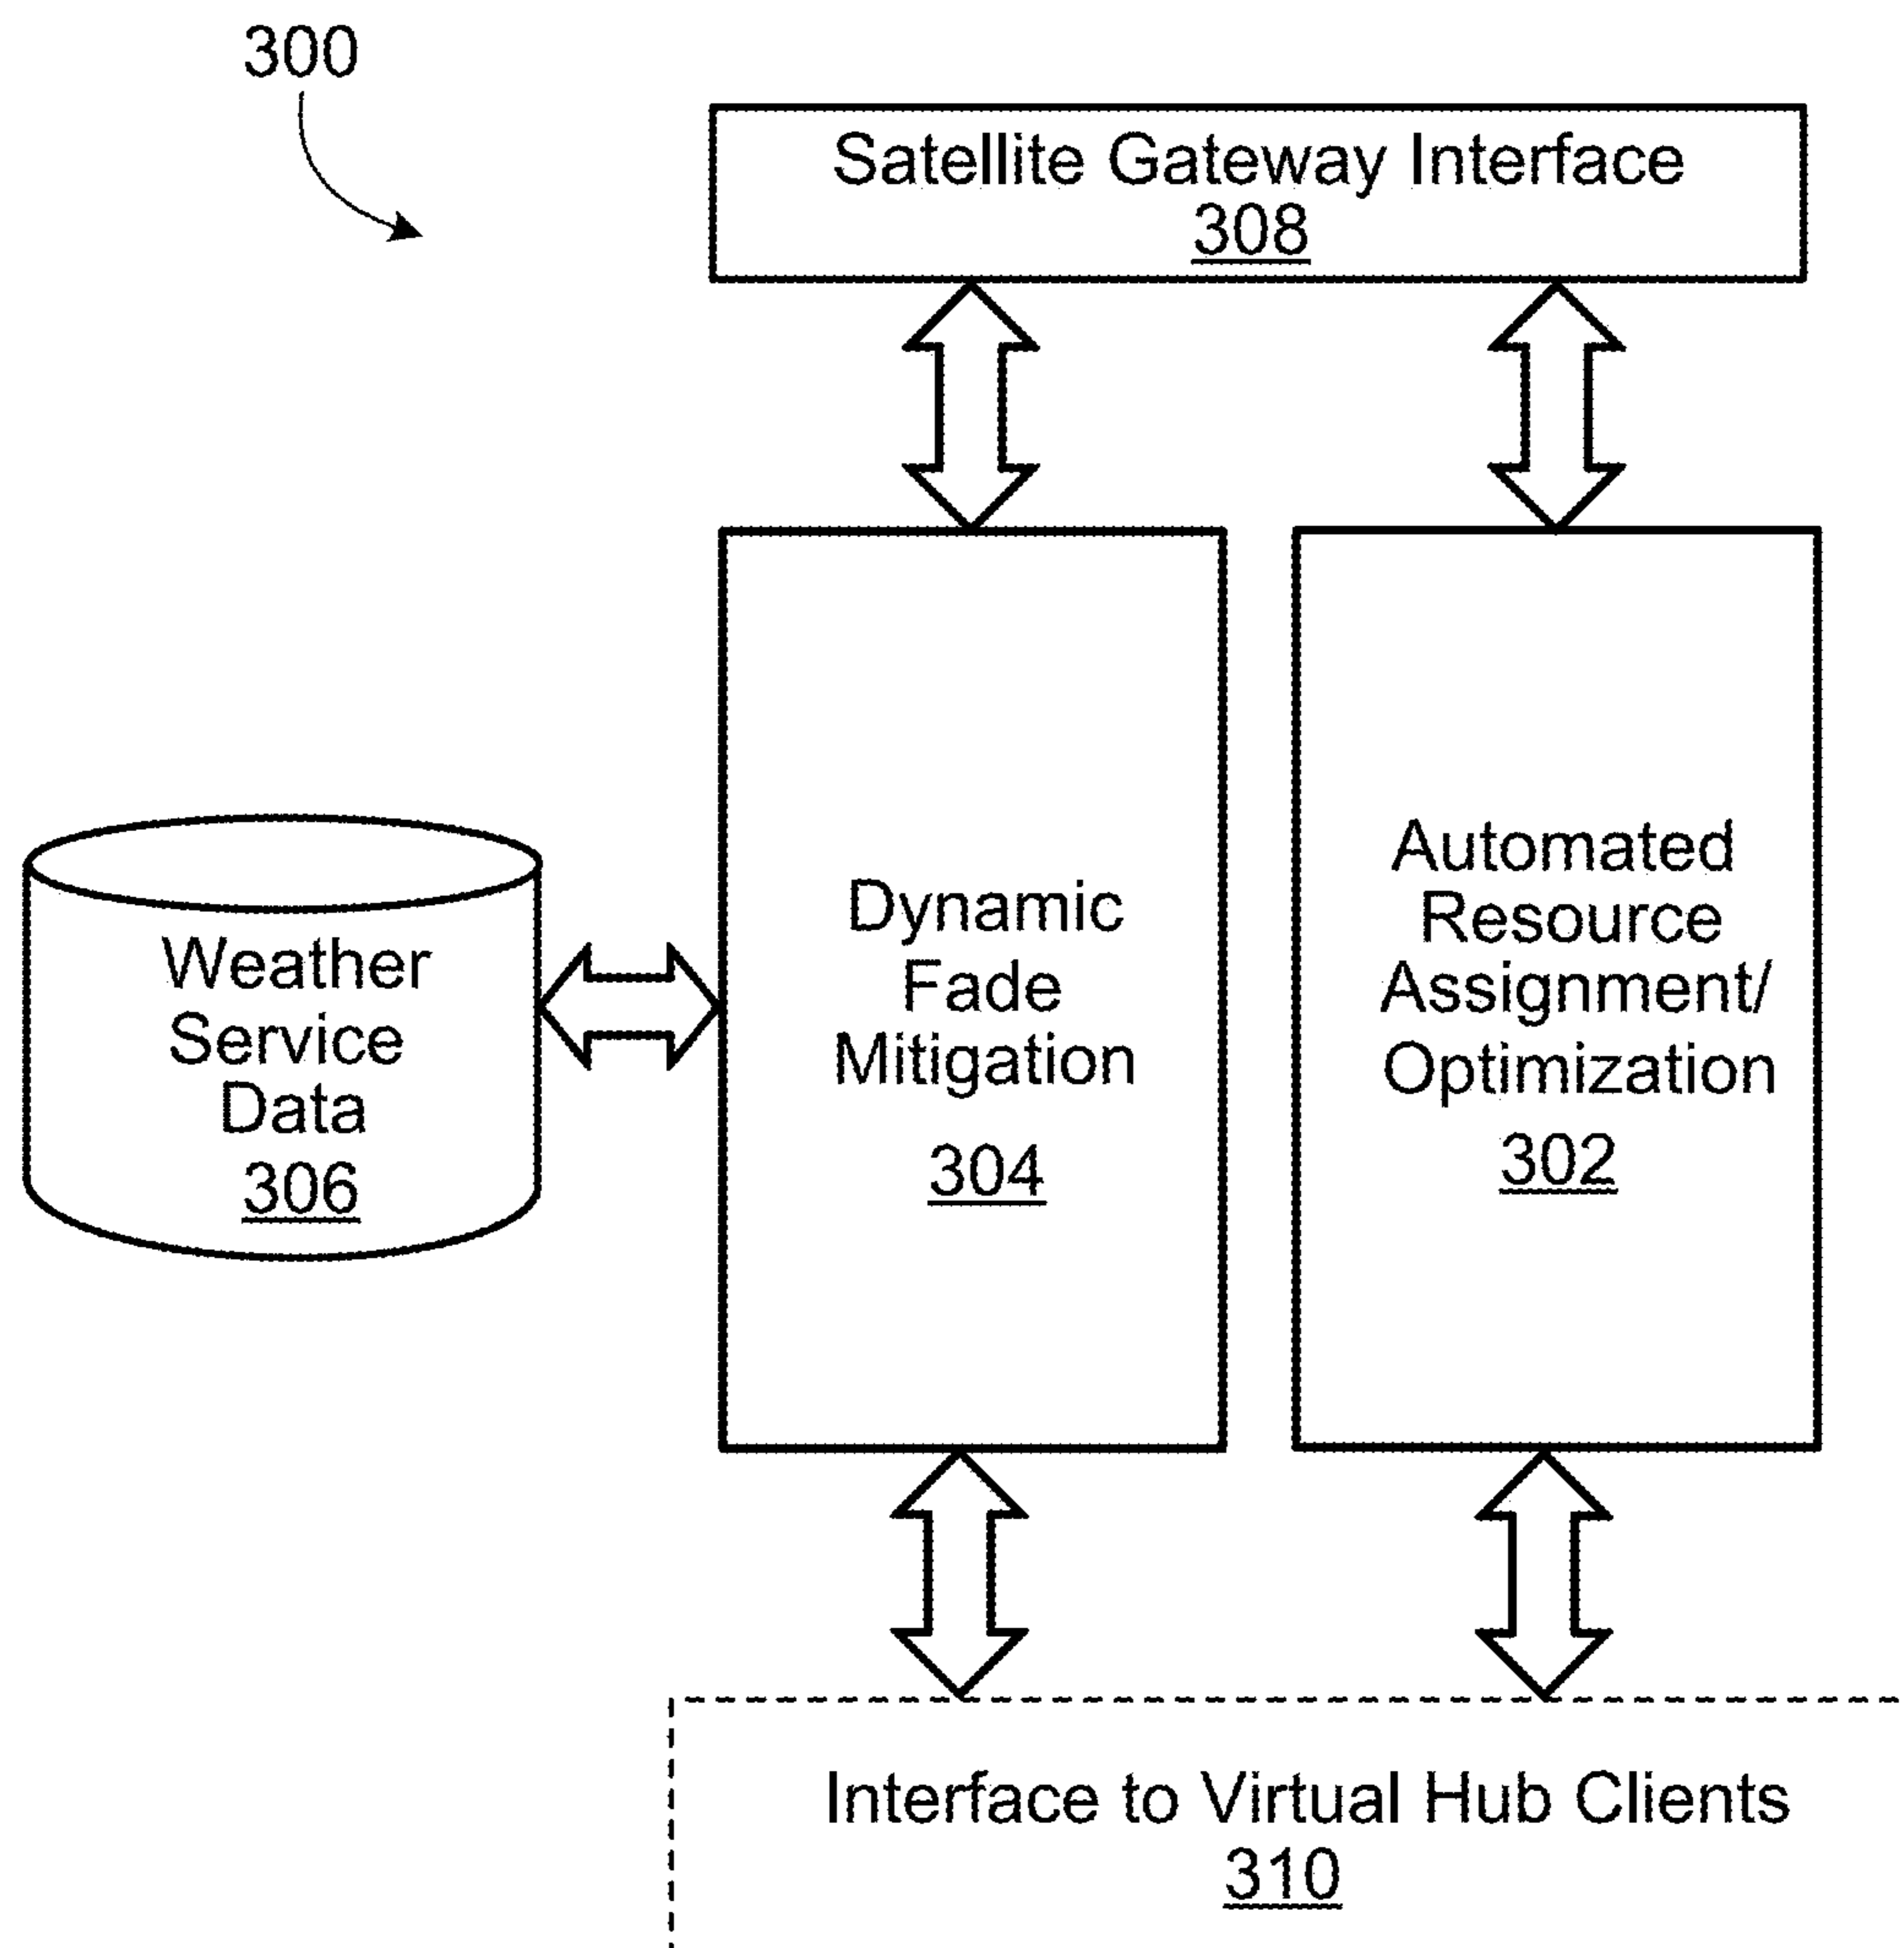 300
Satellite Gateway Interface
308
Weather
Service
Data
306
Dynamic
Fade
Mitigation
304
Automated
Resource
Assignment/
Optimization
302
Interface to Virtual Hub Clients
310